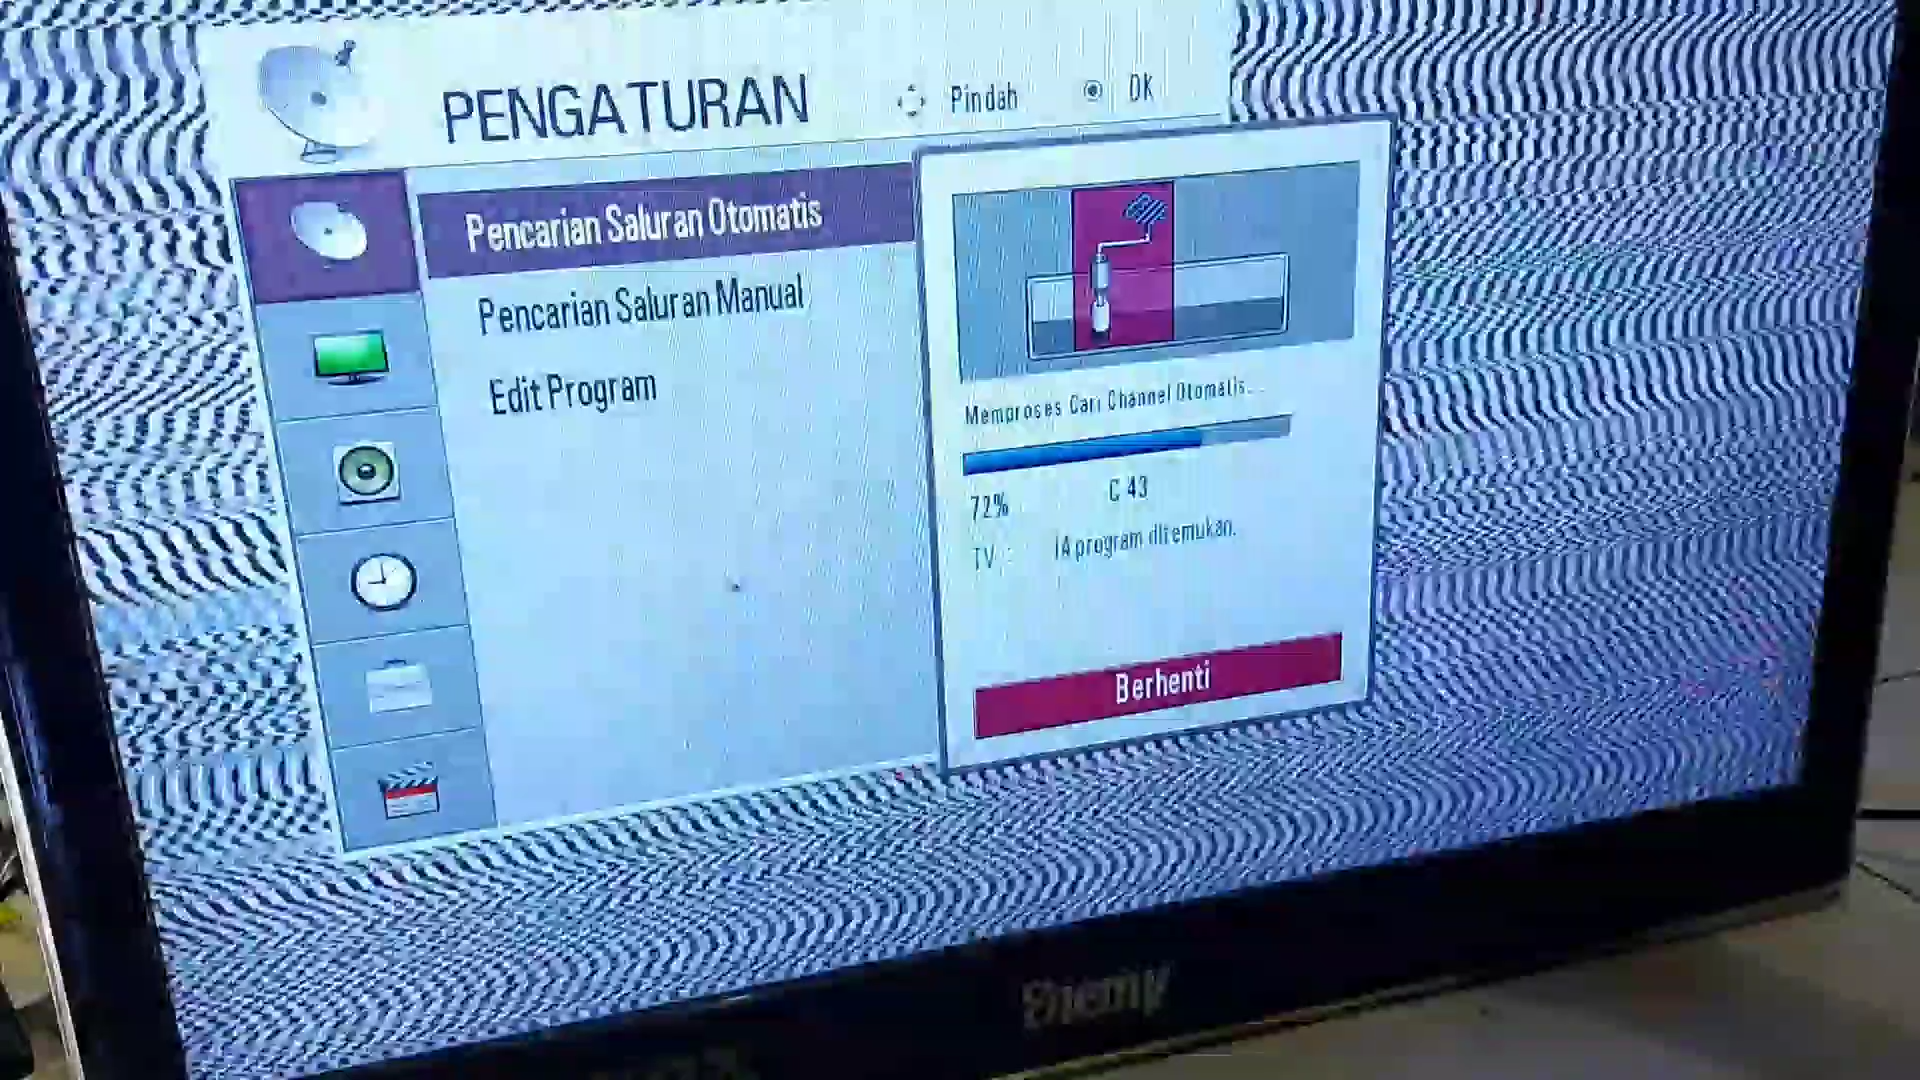 PENGATURAN
Pindah
OK
Pencarian Saluran Otomatis
Pencarian Saluran Manual
Edit Program
Memproses Cari Channel Otomatis...
72%
C 43
TV :
program ditemukan.
Berhenti
Enemy